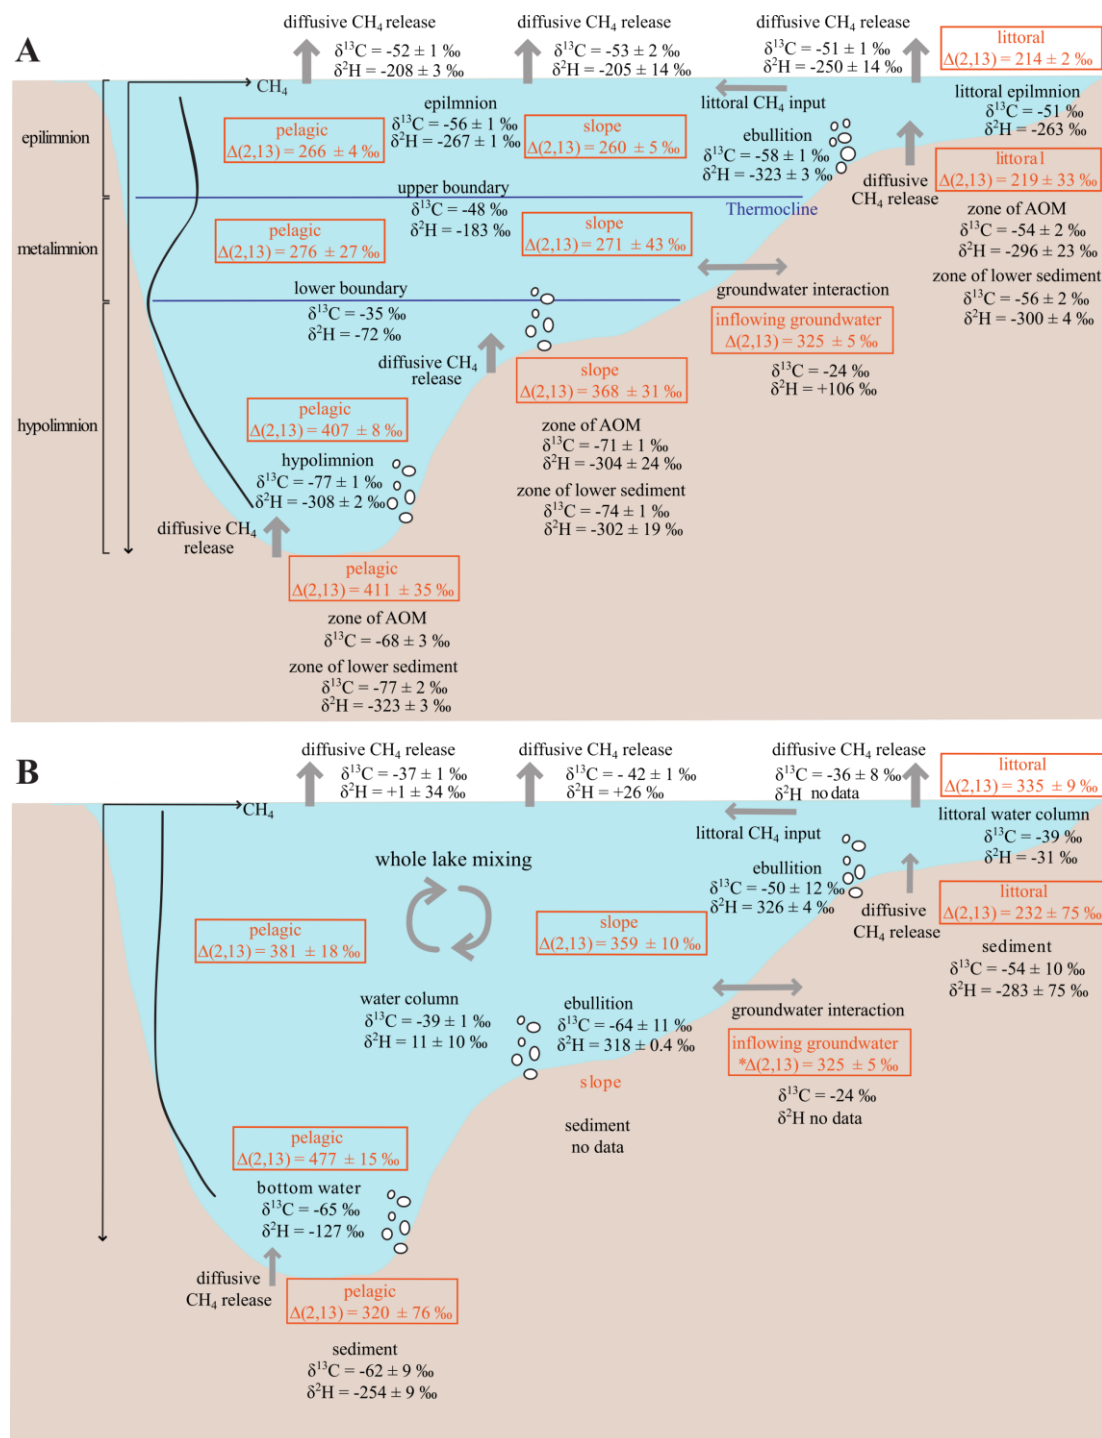 A
diffusive CH₄ release
δ¹³C = -52 ± 1 ‰
δ²H = -208 ± 3 ‰
diffusive CH₄ release
δ¹³C = -53 ± 2 ‰
δ²H = -205 ± 14 ‰
diffusive CH₄ release
δ¹³C = -51 ± 1 ‰
δ²H = -250 ± 14 ‰
littoral
Δ(2,13) = 214 ± 2 ‰
CH₄
epilimnion
metalimnion
hypolimnion
pelagic
Δ(2,13) = 266 ± 4 ‰
epilmnion
δ¹³C = -56 ± 1 ‰
δ²H = -267 ± 1 ‰
slope
Δ(2,13) = 260 ± 5 ‰
littoral CH₄ input
ebullition
δ¹³C = -58 ± 1 ‰
δ²H = -323 ± 3 ‰
littoral epilmnion
δ¹³C = -51 ‰
δ²H = -263 ‰
littoral
Δ(2,13) = 219 ± 33 ‰
diffusive
CH₄ release
upper boundary
δ¹³C = -48 ‰
δ²H = -183 ‰
Thermocline
pelagic
Δ(2,13) = 276 ± 27 ‰
slope
Δ(2,13) = 271 ± 43 ‰
zone of AOM
δ¹³C = -54 ± 2 ‰
δ²H = -296 ± 23 ‰
zone of lower sediment
δ¹³C = -56 ± 2 ‰
δ²H = -300 ± 4 ‰
lower boundary
δ¹³C = -35 ‰
δ²H = -72 ‰
groundwater interaction
inflowing groundwater
Δ(2,13) = 325 ± 5 ‰
δ¹³C = -24 ‰
δ²H = +106 ‰
diffusive CH₄
release
slope
Δ(2,13) = 368 ± 31 ‰
zone of AOM
δ¹³C = -71 ± 1 ‰
δ²H = -304 ± 24 ‰
zone of lower sediment
δ¹³C = -74 ± 1 ‰
δ²H = -302 ± 19 ‰
pelagic
Δ(2,13) = 407 ± 8 ‰
hypolimnion
δ¹³C = -77 ± 1 ‰
δ²H = -308 ± 2 ‰
diffusive CH₄
release
pelagic
Δ(2,13) = 411 ± 35 ‰
zone of AOM
δ¹³C = -68 ± 3 ‰
zone of lower sediment
δ¹³C = -77 ± 2 ‰
δ²H = -323 ± 3 ‰
B
diffusive CH₄ release
δ¹³C = -37 ± 1 ‰
δ²H = +1 ± 34 ‰
diffusive CH₄ release
δ¹³C = - 42 ± 1 ‰
δ²H = +26 ‰
diffusive CH₄ release
δ¹³C = -36 ± 8 ‰
δ²H no data
littoral
Δ(2,13) = 335 ± 9 ‰
CH₄
littoral CH₄ input
littoral water column
δ¹³C = -39 ‰
δ²H = -31 ‰
whole lake mixing
ebullition
δ¹³C = -50 ± 12 ‰
δ²H = 326 ± 4 ‰
littoral
Δ(2,13) = 232 ± 75 ‰
diffusive
CH₄ release
pelagic
Δ(2,13) = 381 ± 18 ‰
slope
Δ(2,13) = 359 ± 10 ‰
sediment
δ¹³C = -54 ± 10 ‰
δ²H = -283 ± 75 ‰
water column
δ¹³C = -39 ± 1 ‰
δ²H = 11 ± 10 ‰
ebullition
δ¹³C = -64 ± 11 ‰
δ²H = 318 ± 0.4 ‰
groundwater interaction
inflowing groundwater
*Δ(2,13) = 325 ± 5 ‰
δ¹³C = -24 ‰
δ²H no data
slope
sediment
no data
pelagic
Δ(2,13) = 477 ± 15 ‰
bottom water
δ¹³C = -65 ‰
δ²H = -127 ‰
diffusive
CH₄ release
pelagic
Δ(2,13) = 320 ± 76 ‰
sediment
δ¹³C = -62 ± 9 ‰
δ²H = -254 ± 9 ‰